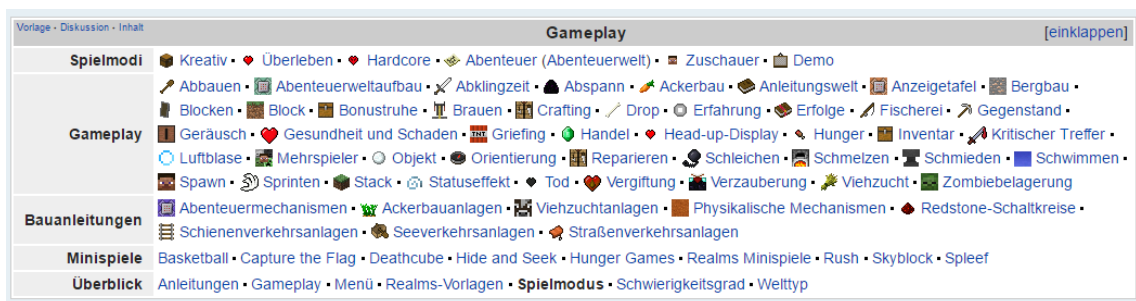 Vorlage · Diskussion · Inhalt
Gameplay
[einklappen]
Spielmodi
Kreativ • Überleben • Hardcore • Abenteuer (Abenteuerwelt) • Zuschauer • Demo
Gameplay
Abbauen • Abenteuerweltaufbau • Abklingzeit • Abspann • Ackerbau • Anleitungswelt • Anzeigetafel • Bergbau •
Blocken • Block • Bonustruhe • Brauen • Crafting • Drop • Erfahrung • Erfolge • Fischerei • Gegenstand •
Geräusch • Gesundheit und Schaden • Griefing • Handel • Head-up-Display • Hunger • Inventar • Kritischer Treffer •
Luftblase • Mehrspieler • Objekt • Orientierung • Reparieren • Schleichen • Schmelzen • Schmieden • Schwimmen •
Spawn • Sprinten • Stack • Statuseffekt • Tod • Vergiftung • Verzauberung • Viehzucht • Zombiebelagerung
Bauanleitungen
Abenteuermechanismen • Ackerbauanlagen • Viehzuchtanlagen • Physikalische Mechanismen • Redstone-Schaltkreise •
Schienenverkehrsanlagen • Seeverkehrsanlagen • Straßenverkehrsanlagen
Minispiele
Basketball • Capture the Flag • Deathcube • Hide and Seek • Hunger Games • Realms Minispiele • Rush • Skyblock • Spleef
Überblick
Anleitungen • Gameplay • Menü • Realms-Vorlagen • Spielmodus • Schwierigkeitsgrad • Welttyp